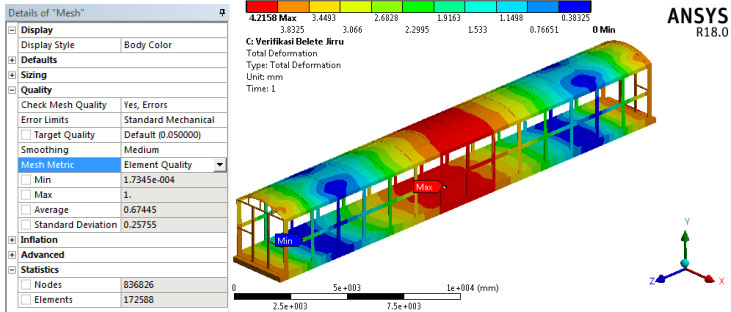 Details of "Mesh"
Display
Display Style Body Color
Defaults
Sizing
Quality
Check Mesh Quality Yes, Errors
Error Limits Standard Mechanical
Target Quality Default (0.050000)
Smoothing Medium
Mesh Metric Element Quality
Min 1.7345e-004
Max 1.
Average 0.67445
Standard Deviation 0.25755
Inflation
Advanced
Statistics
Nodes 836826
Elements 172588
4.2158 Max 3.4493 2.6828 1.9163 1.1498 0.38325
3.8325 3.066 2.2995 1.533 0.76651 0 Min
C: Verifikasi Belete Jirru
Total Deformation
Type: Total Deformation
Unit: mm
Time: 1
ANSYS
R18.0
Max
Min
0 5e+003 1e+004 (mm)
2.5e+003 7.5e+003
Y
Z X